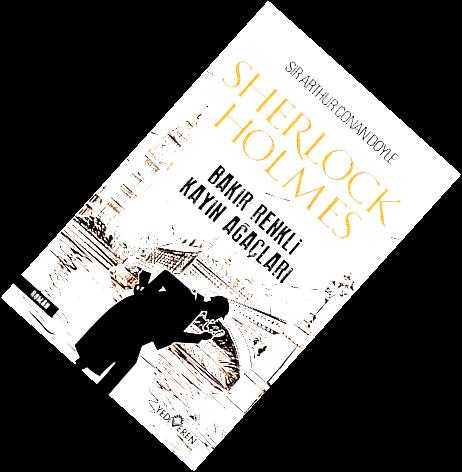 SIR ARTHUR CONAN DOYLE
SHERLOCK
HOLMES
BAKIR RENKLİ
KAYIN AĞAÇLARI
ROMAN
YEDİVEREN